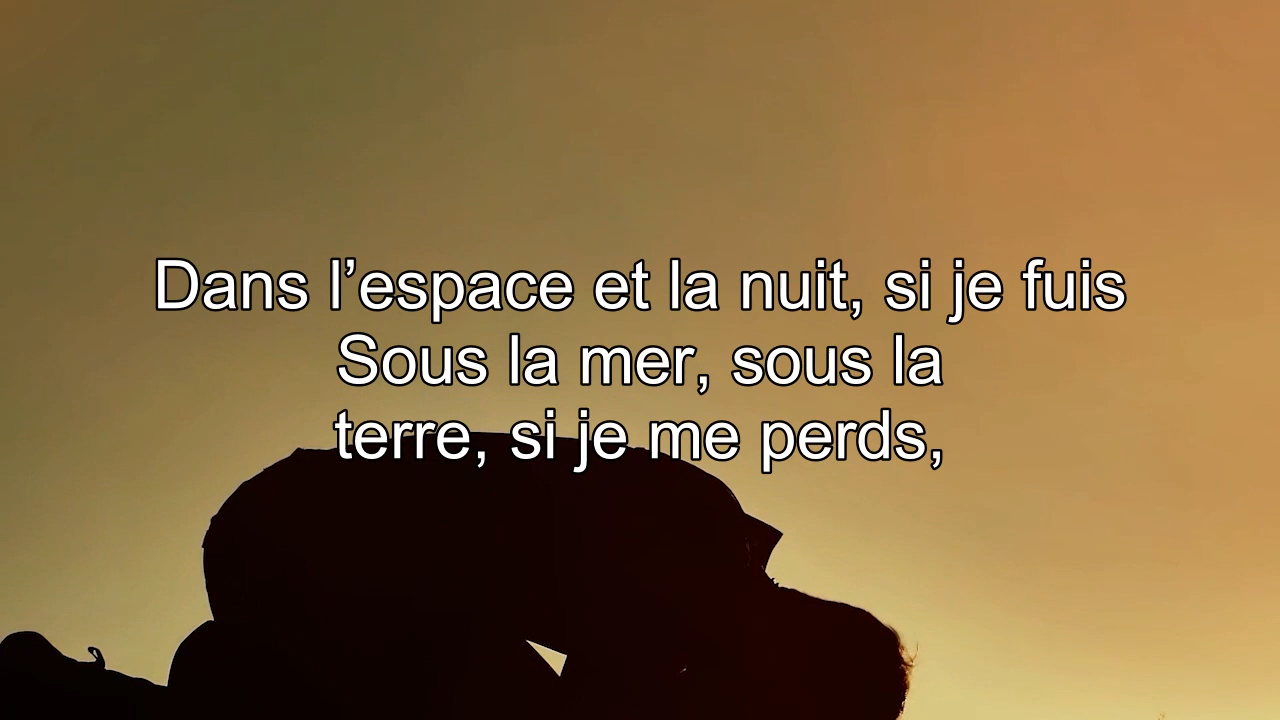 Dans l’espace et la nuit, si je fuis
Sous la mer, sous la
terre, si je me perds,